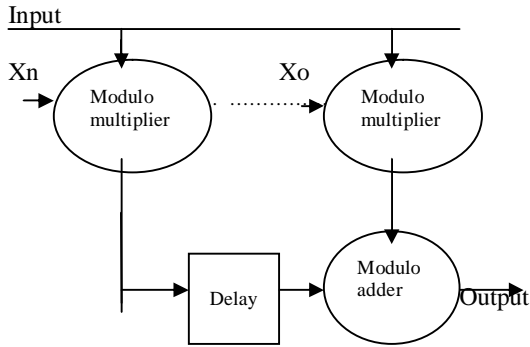 Input
Xn
Xo
Modulo
multiplier
Modulo
multiplier
Delay
Modulo
adder
Output